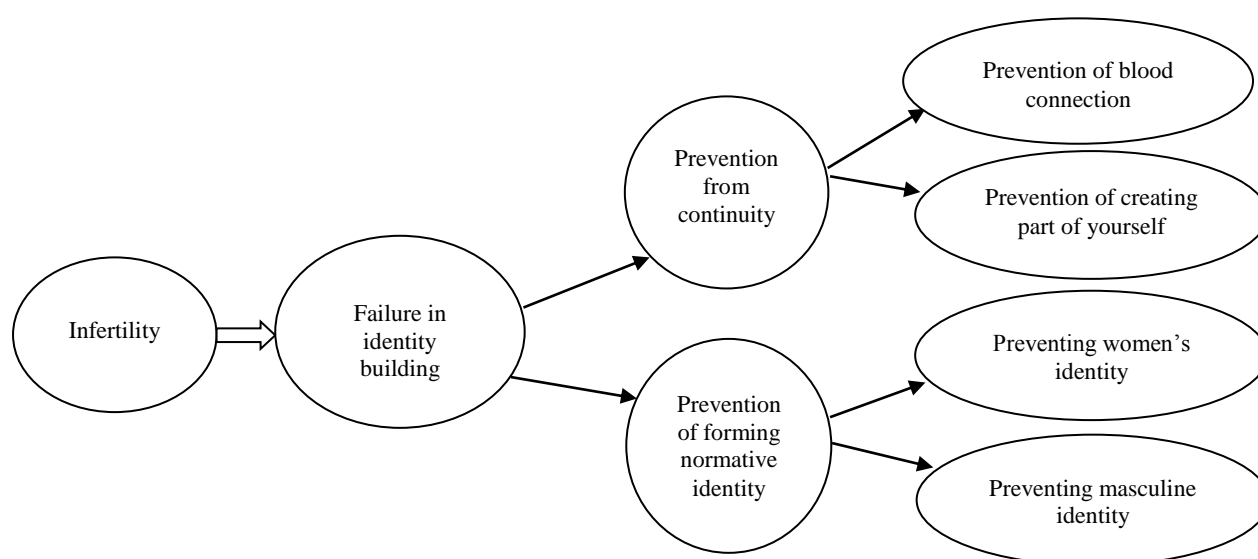 Infertility
Failure in
identity
building
Prevention
from
continuity
Prevention of blood
connection
Prevention of creating
part of yourself
Prevention
of forming
normative
identity
Preventing women’s
identity
Preventing masculine
identity